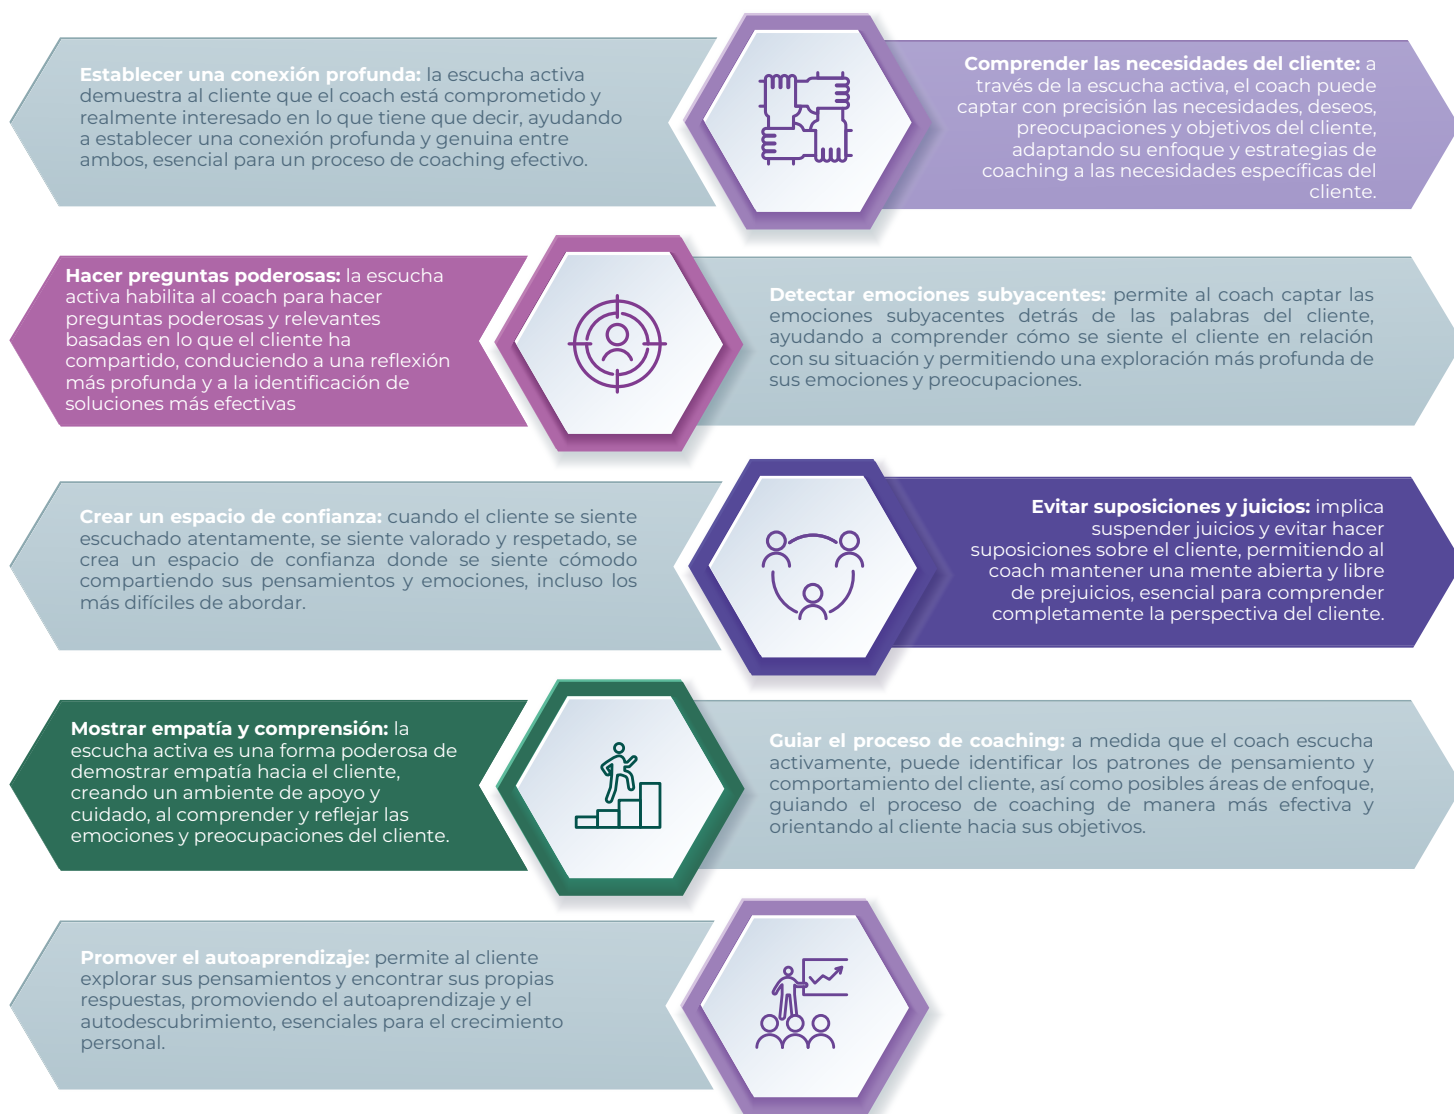 Establecer una conexión profunda: la escucha activa
demuestra al cliente que el coach está comprometido y
realmente interesado en lo que tiene que decir, ayudando
a establecer una conexión profunda y genuina entre
ambos, esencial para un proceso de coaching efectivo.
Comprender las necesidades del cliente: a
través de la escucha activa, el coach puede
captar con precisión las necesidades, deseos,
preocupaciones y objetivos del cliente,
adaptando su enfoque y estrategias de
coaching a las necesidades específicas del
cliente.
Hacer preguntas poderosas: la escucha
activa habilita al coach para hacer
preguntas poderosas y relevantes
basadas en lo que el cliente ha
compartido, conduciendo a una reflexión
más profunda y a la identificación de
soluciones más efectivas
Detectar emociones subyacentes: permite al coach captar las
emociones subyacentes detrás de las palabras del cliente,
ayudando a comprender cómo se siente el cliente en relación
con su situación y permitiendo una exploración más profunda de
sus emociones y preocupaciones.
Crear un espacio de confianza: cuando el cliente se siente
escuchado atentamente, se siente valorado y respetado, se
crea un espacio de confianza donde se siente cómodo
compartiendo sus pensamientos y emociones, incluso los
más difíciles de abordar.
Evitar suposiciones y juicios: implica
suspender juicios y evitar hacer
suposiciones sobre el cliente, permitiendo al
coach mantener una mente abierta y libre
de prejuicios, esencial para comprender
completamente la perspectiva del cliente.
Mostrar empatía y comprensión: la
escucha activa es una forma poderosa de
demostrar empatía hacia el cliente,
creando un ambiente de apoyo y
cuidado, al comprender y reflejar las
emociones y preocupaciones del cliente.
Guiar el proceso de coaching: a medida que el coach escucha
activamente, puede identificar los patrones de pensamiento y
comportamiento del cliente, así como posibles áreas de enfoque,
guiando el proceso de coaching de manera más efectiva y
orientando al cliente hacia sus objetivos.
Promover el autoaprendizaje: permite al cliente
explorar sus pensamientos y encontrar sus propias
respuestas, promoviendo el autoaprendizaje y el
autodescubrimiento, esenciales para el crecimiento
personal.